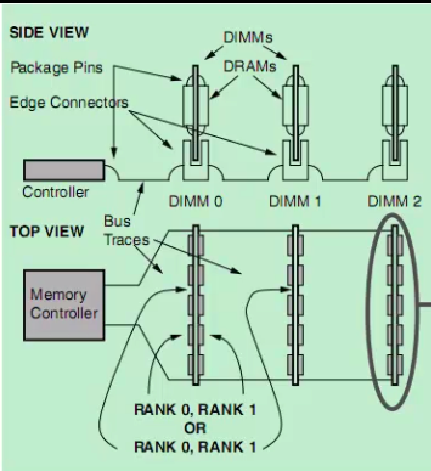 SIDE VIEW
DIMMs
Package Pins
DRAMs
Edge Connectors
Controller
DIMM 0
DIMM 1
DIMM 2
TOP VIEW
Bus
Traces
Memory
Controller
RANK 0, RANK 1
OR
RANK 0, RANK 1